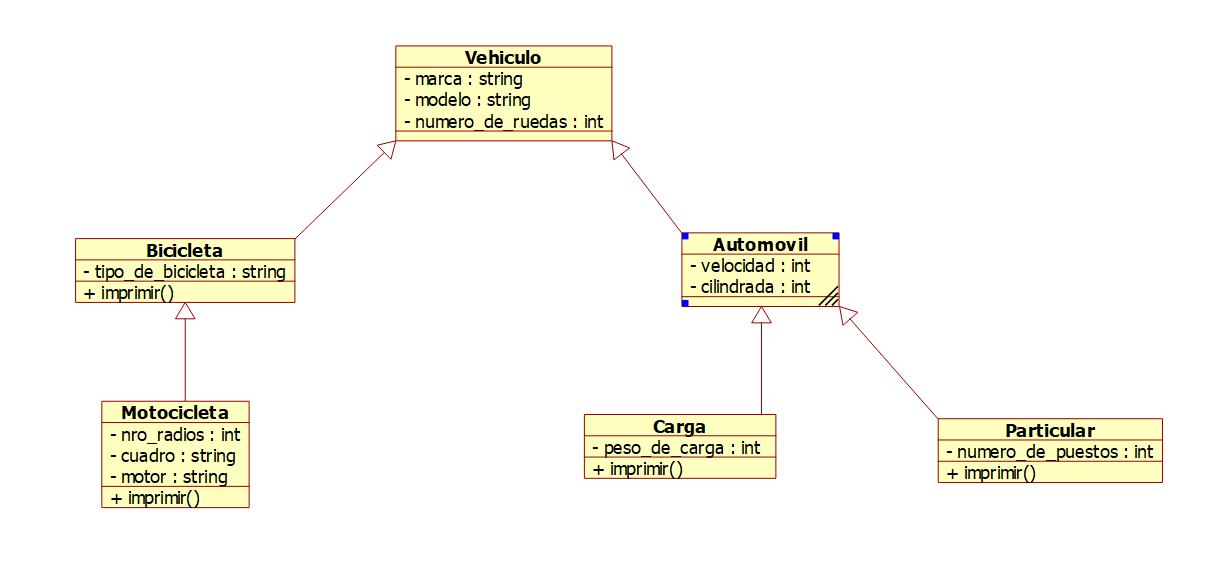 Vehiculo
- marca : string
- modelo : string
- numero_de_ruedas : int
Bicicleta
- tipo_de_bicicleta : string
+ imprimir()
Automovil
- velocidad : int
- cilindrada : int
Motocicleta
- nro_radios : int
- cuadro : string
- motor : string
+ imprimir()
Carga
- peso_de_carga : int
+ imprimir()
Particular
- numero_de_puestos : int
+ imprimir()